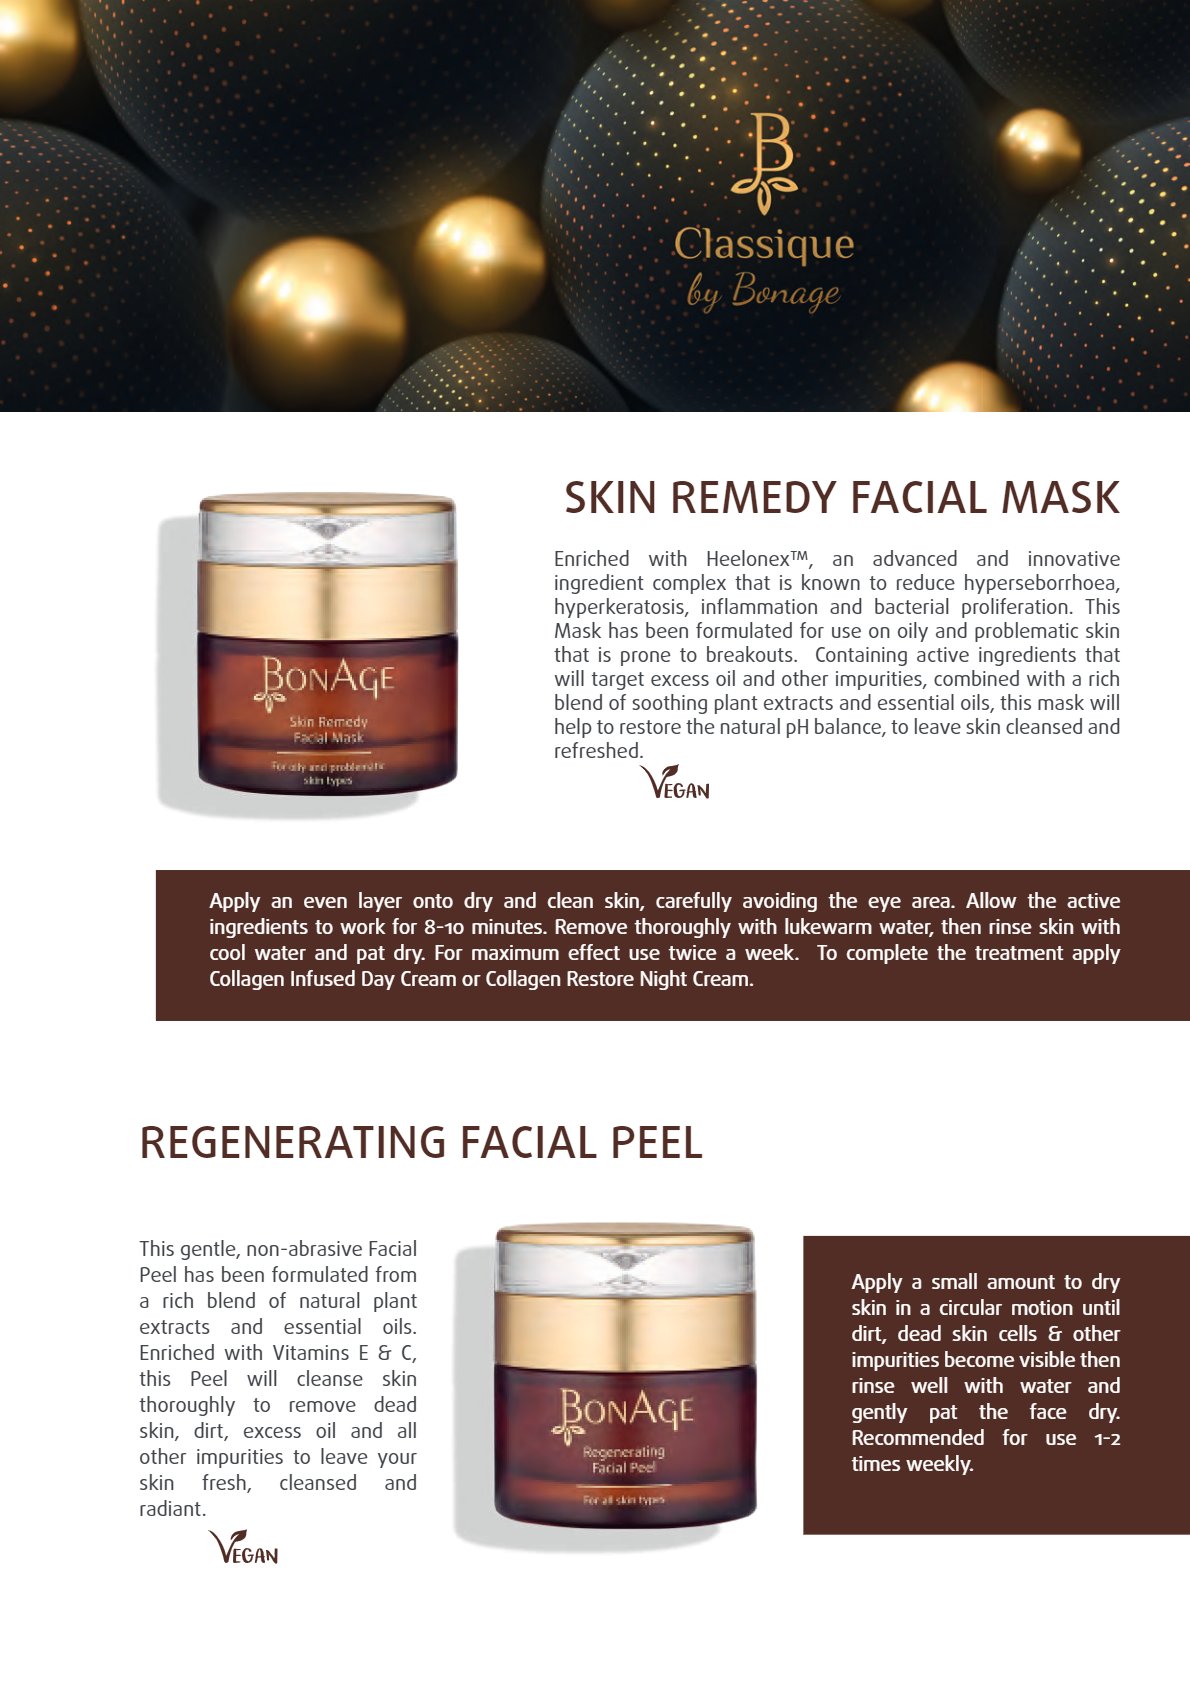 B
Classique
by Bonage
SKIN REMEDY FACIAL MASK
Enriched with Heelonex™, an advanced and innovative
ingredient complex that is known to reduce hyperseborrhoea,
hyperkeratosis, inflammation and bacterial proliferation. This
Mask has been formulated for use on oily and problematic skin
that is prone to breakouts. Containing active ingredients that
will target excess oil and other impurities, combined with a rich
blend of soothing plant extracts and essential oils, this mask will
help to restore the natural pH balance, to leave skin cleansed and
refreshed.
VEGAN
BONAGE
Skin Remedy
Facial Mask
For oily and problematic
skin types
Apply an even layer onto dry and clean skin, carefully avoiding the eye area. Allow the active
ingredients to work for 8-10 minutes. Remove thoroughly with lukewarm water, then rinse skin with
cool water and pat dry. For maximum effect use twice a week. To complete the treatment apply
Collagen Infused Day Cream or Collagen Restore Night Cream.
REGENERATING FACIAL PEEL
This gentle, non-abrasive Facial
Peel has been formulated from
a rich blend of natural plant
extracts and essential oils.
Enriched with Vitamins E & C,
this Peel will cleanse skin
thoroughly to remove dead
skin, dirt, excess oil and all
other impurities to leave your
skin fresh, cleansed and
radiant.
VEGAN
BONAGE
Regenerating
Facial Peel
For all skin types
Apply a small amount to dry
skin in a circular motion until
dirt, dead skin cells & other
impurities become visible then
rinse well with water and
gently pat the face dry.
Recommended for use 1-2
times weekly.